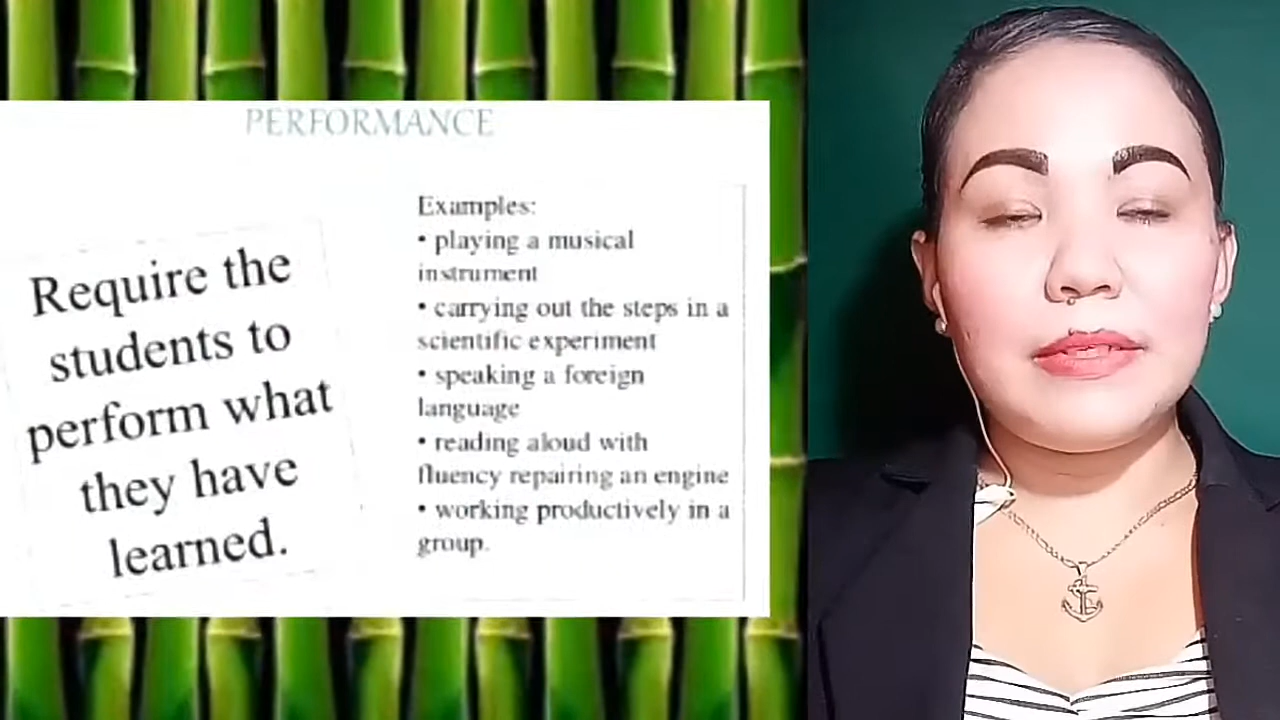 PERFORMANCE
Require the
students to
perform what
they have
learned.
Examples:
• playing a musical
instrument
• carrying out the steps in a
scientific experiment
• speaking a foreign
language
• reading aloud with
fluency repairing an engine
• working productively in a
group.